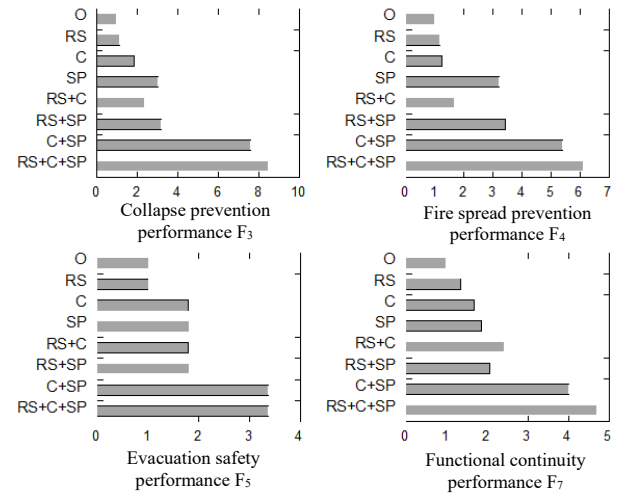 O
RS
C
SP
RS+C
RS+SP
C+SP
RS+C+SP
0 2 4 6 8 10
Collapse prevention
performance F3
O
RS
C
SP
RS+C
RS+SP
C+SP
RS+C+SP
0 1 2 3 4 5 6 7
Fire spread prevention
performance F4
O
RS
C
SP
RS+C
RS+SP
C+SP
RS+C+SP
0 1 2 3 4
Evacuation safety
performance F5
O
RS
C
SP
RS+C
RS+SP
C+SP
RS+C+SP
0 1 2 3 4 5
Functional continuity
performance F7